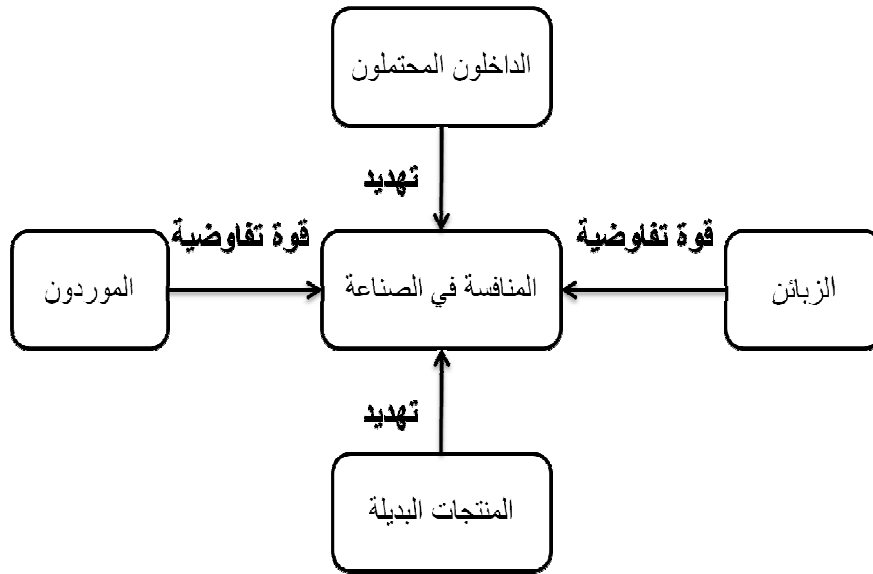 الداخلون المحتملون
تهديد
قوة تفاوضية
قوة تفاوضية
الزبائن
المنافسة في الصناعة
الموردون
تهديد
المنتجات البديلة